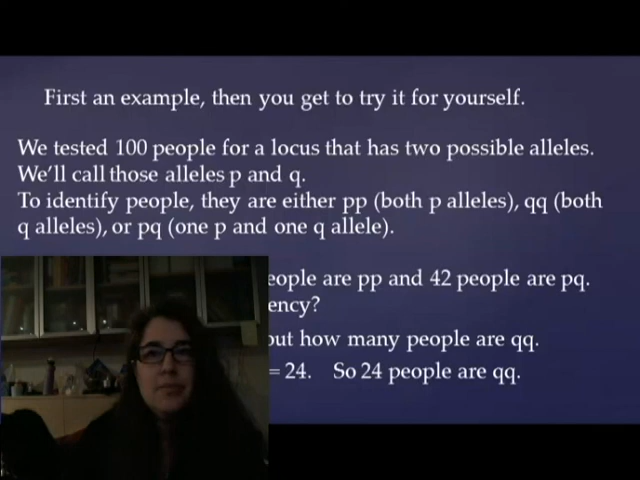 First an example, then you get to try it for yourself.
We tested 100 people for a locus that has two possible alleles.
We'll call those alleles p and q.
To identify people, they are either pp (both p alleles), qq (both
q alleles), or pq (one p and one q allele).
are pp and 42 people are pq.
how many people are qq.
= 24. So 24 people are qq.